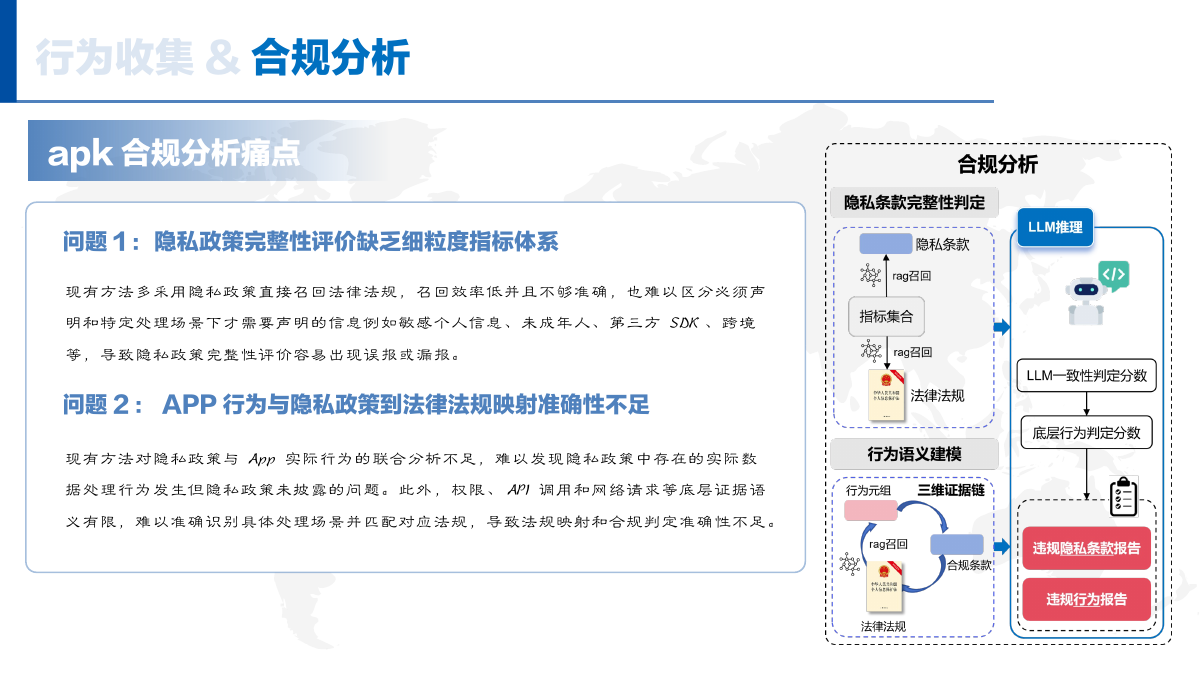 行为收集 & 合规分析
apk 合规分析痛点
问题 1： 隐私政策完整性评价缺乏细粒度指标体系
现有方法多采用隐私政策直接召回法律法规，召回效率低并且不够准确，也难以区分必须声
明和特定处理场景下才需要声明的信息例如敏感个人信息、未成年人、第三方 SDK 、跨境
等，导致隐私政策完整性评价容易出现误报或漏报。
问题 2： APP 行为与隐私政策到法律法规映射准确性不足
现有方法对隐私政策与 App 实际行为的联合分析不足，难以发现隐私政策中存在的实际数
据处理行为发生但隐私政策未披露的问题。此外，权限、API 调用和网络请求等底层证据语
义有限，难以准确识别具体处理场景并匹配对应法规，导致法规映射和合规判定准确性不足。
合规分析
隐私条款完整性判定
隐私条款
rag召回
指标集合
rag召回
法律法规
行为语义建模
行为元组
三维证据链
rag召回
合规条款
法律法规
LLM推理
</>
LLM一致性判定分数
底层行为判定分数
违规隐私条款报告
违规行为报告